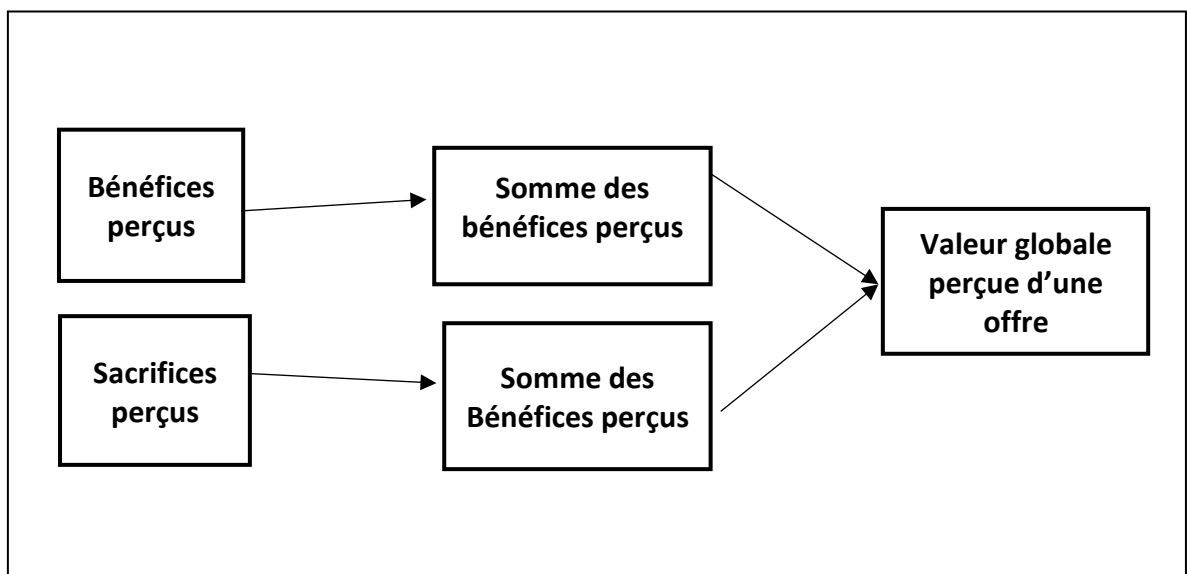 Bénéfices
perçus
Somme des
bénéfices perçus
Valeur globale
perçue d’une
offre
Sacrifices
perçus
Somme des
Bénéfices perçus